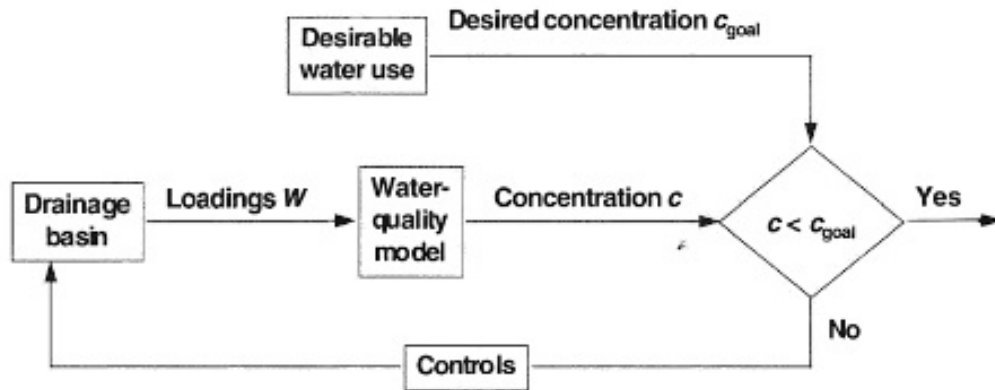 Desired concentration c_goal
Desirable
water use
Drainage
basin
Loadings W
Water-
quality
model
Concentration c
c < c_goal
Yes
No
Controls